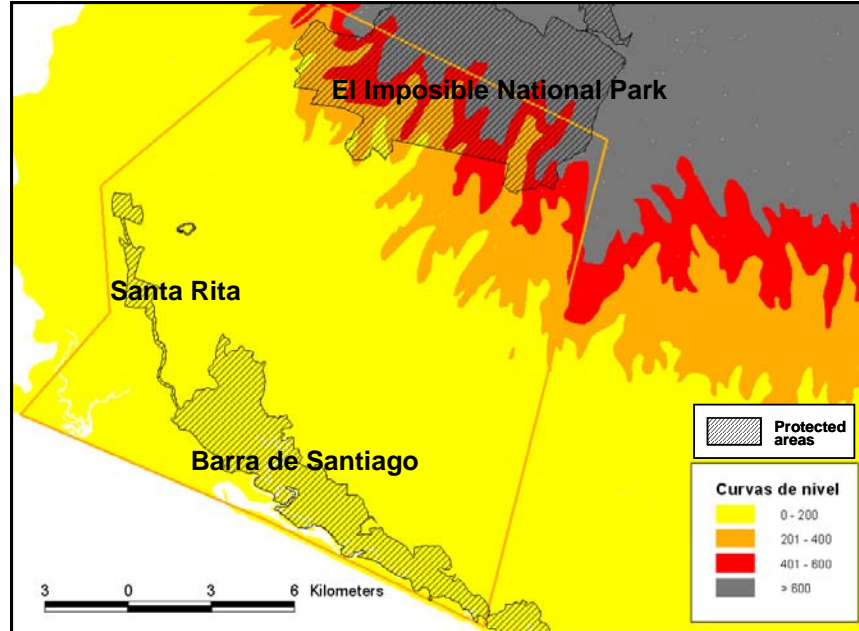 El Imposible National Park
Santa Rita
Barra de Santiago
Protected
areas
Curvas de nivel
0 - 200
201 - 400
401 - 600
> 600
3 0 3 6 Kilometers